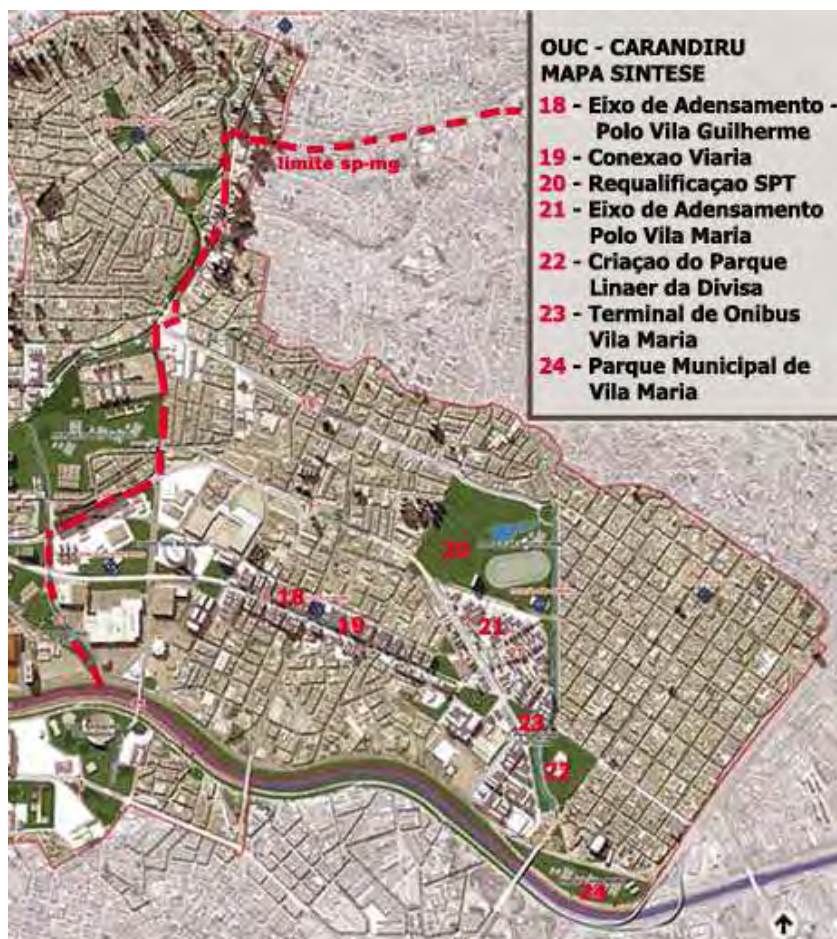 OUC - CARANDIRU
MAPA SINTESE
18 - Eixo de Adensamento -
Polo Vila Guilherme
19 - Conexao Viaria
20 - Requalificaçao SPT
21 - Eixo de Adensamento
Polo Vila Maria
22 - Criaçao do Parque
Linaer da Divisa
23 - Terminal de Onibus
Vila Maria
24 - Parque Municipal de
Vila Maria
limite sp-mg
20
18
19
21
23
22
24